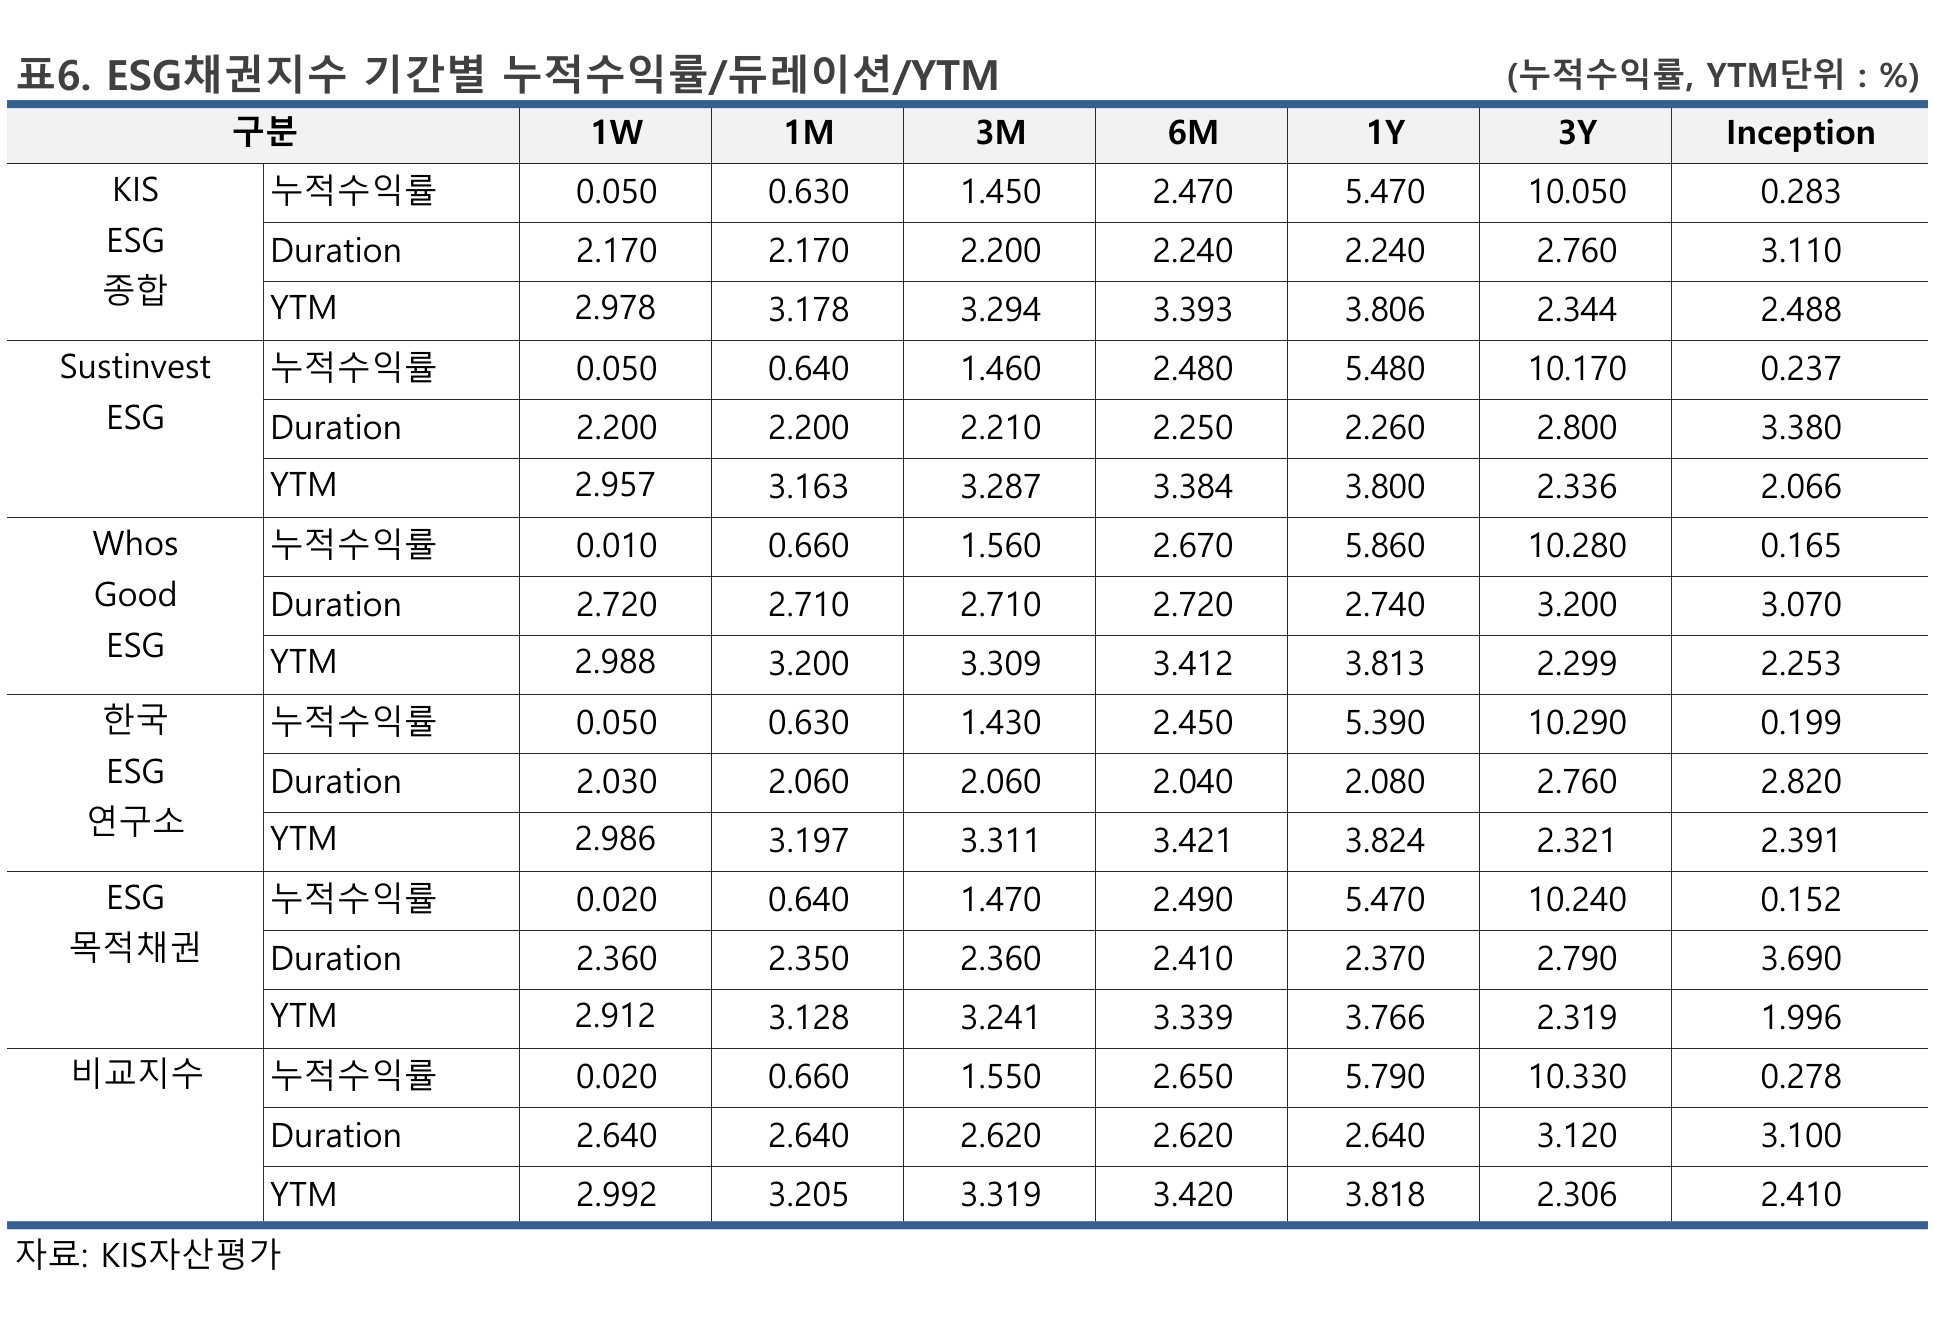 표6. ESG채권지수 기간별 누적수익률/듀레이션/YTM (누적수익률, YTM단위 : %)
구분 1W 1M 3M 6M 1Y 3Y Inception
KIS ESG 종합 누적수익률 0.050 0.630 1.450 2.470 5.470 10.050 0.283
Duration 2.170 2.170 2.200 2.240 2.240 2.760 3.110
YTM 2.978 3.178 3.294 3.393 3.806 2.344 2.488
Sustinvest ESG 누적수익률 0.050 0.640 1.460 2.480 5.480 10.170 0.237
Duration 2.200 2.200 2.210 2.250 2.260 2.800 3.380
YTM 2.957 3.163 3.287 3.384 3.800 2.336 2.066
Whos Good ESG 누적수익률 0.010 0.660 1.560 2.670 5.860 10.280 0.165
Duration 2.720 2.710 2.710 2.720 2.740 3.200 3.070
YTM 2.988 3.200 3.309 3.412 3.813 2.299 2.253
한국 ESG 연구소 누적수익률 0.050 0.630 1.430 2.450 5.390 10.290 0.199
Duration 2.030 2.060 2.060 2.040 2.080 2.760 2.820
YTM 2.986 3.197 3.311 3.421 3.824 2.321 2.391
ESG 목적채권 누적수익률 0.020 0.640 1.470 2.490 5.470 10.240 0.152
Duration 2.360 2.350 2.360 2.410 2.370 2.790 3.690
YTM 2.912 3.128 3.241 3.339 3.766 2.319 1.996
비교지수 누적수익률 0.020 0.660 1.550 2.650 5.790 10.330 0.278
Duration 2.640 2.640 2.620 2.620 2.640 3.120 3.100
YTM 2.992 3.205 3.319 3.420 3.818 2.306 2.410
자료: KIS자산평가